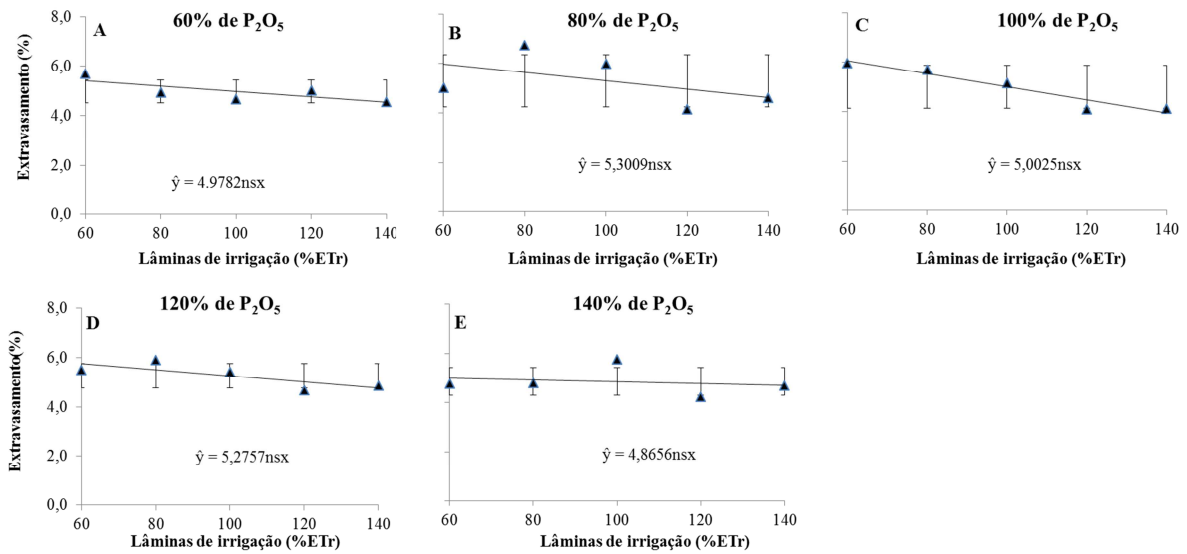 60% de P₂O₅
80% de P₂O₅
100% de P₂O₅
A
B
C
Extravasamento (%)
8,0
6,0
4,0
2,0
0,0
ŷ = 4.9782nsx
ŷ = 5,3009nsx
ŷ = 5,0025nsx
60 80 100 120 140
60 80 100 120 140
60 80 100 120 140
Lâminas de irrigação (%ETr)
Lâminas de irrigação (%ETr)
Lâminas de irrigação (%ETr)
120% de P₂O₅
140% de P₂O₅
D
E
Extravasamento(%)
8,0
6,0
4,0
2,0
0,0
ŷ = 5,2757nsx
ŷ = 4,8656nsx
60 80 100 120 140
60 80 100 120 140
Lâminas de irrigação (%ETr)
Lâminas de irrigação (%ETr)